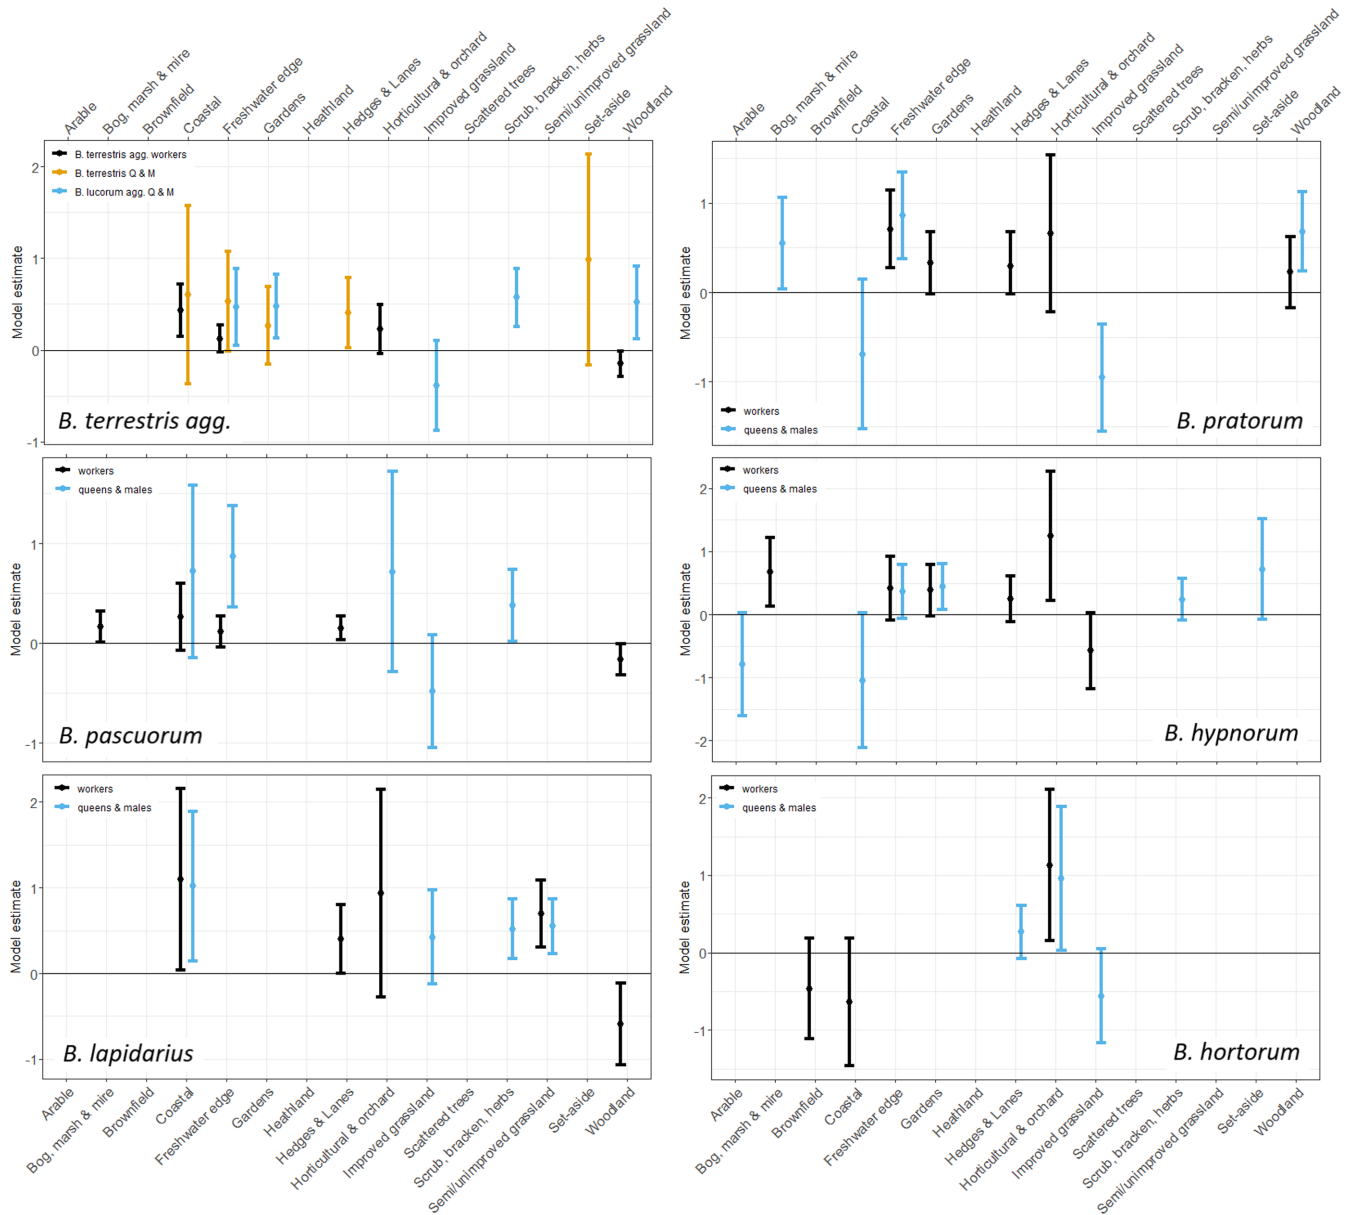 Arable
Bog, marsh & mire
Brownfield
Coastal
Freshwater edge
Gardens
Heathland
Hedges & Lanes
Horticultural & orchard
Improved grassland
Scattered trees
Scrub, bracken, herbs
Semi/unimproved grassland
Set-aside
Woodland
Arable
Bog, marsh & mire
Brownfield
Coastal
Freshwater edge
Gardens
Heathland
Hedges & Lanes
Horticultural & orchard
Improved grassland
Scattered trees
Scrub, bracken, herbs
Semi/unimproved grassland
Set-aside
Woodland
Model estimate
2
1
0
-1
B. terrestris agg. workers
B. terrestris Q & M
B. lucorum agg. Q & M
B. terrestris agg.
Model estimate
1
0
-1
workers
queens & males
B. pratorum
Model estimate
1
0
-1
workers
queens & males
B. pascuorum
Model estimate
2
1
0
-1
-2
workers
queens & males
B. hypnorum
Model estimate
2
1
0
-1
workers
queens & males
B. lapidarius
Model estimate
2
1
0
-1
workers
queens & males
B. hortorum
Arable
Bog, marsh & mire
Brownfield
Coastal
Freshwater edge
Gardens
Heathland
Hedges & Lanes
Horticultural & orchard
Improved grassland
Scattered trees
Scrub, bracken, herbs
Semi/unimproved grassland
Set-aside
Woodland
Arable
Bog, marsh & mire
Brownfield
Coastal
Freshwater edge
Gardens
Heathland
Hedges & Lanes
Horticultural & orchard
Improved grassland
Scattered trees
Scrub, bracken, herbs
Semi/unimproved grassland
Set-aside
Woodland